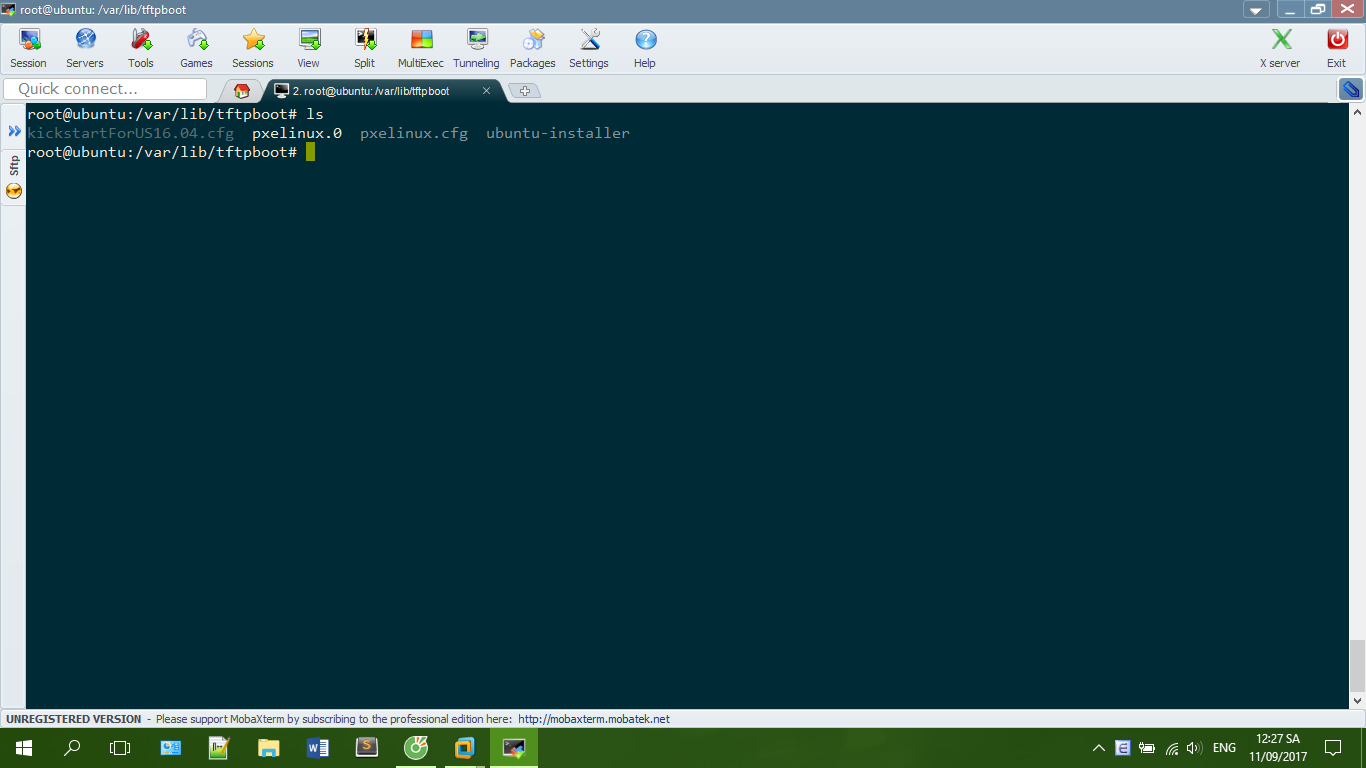 root@ubuntu: /var/lib/tftpboot
Session Servers Tools Games Sessions View Split MultiExec Tunneling Packages Settings Help X server Exit
Quick connect...
2. root@ubuntu: /var/lib/tftpboot
root@ubuntu:/var/lib/tftpboot# ls
kickstartForUS16.04.cfg pxelinux.0 pxelinux.cfg ubuntu-installer
root@ubuntu:/var/lib/tftpboot#
Sftp
UNREGISTERED VERSION - Please support MobaXterm by subscribing to the professional edition here: http://mobaxterm.mobatek.net
ENG
12:27 SA
11/09/2017